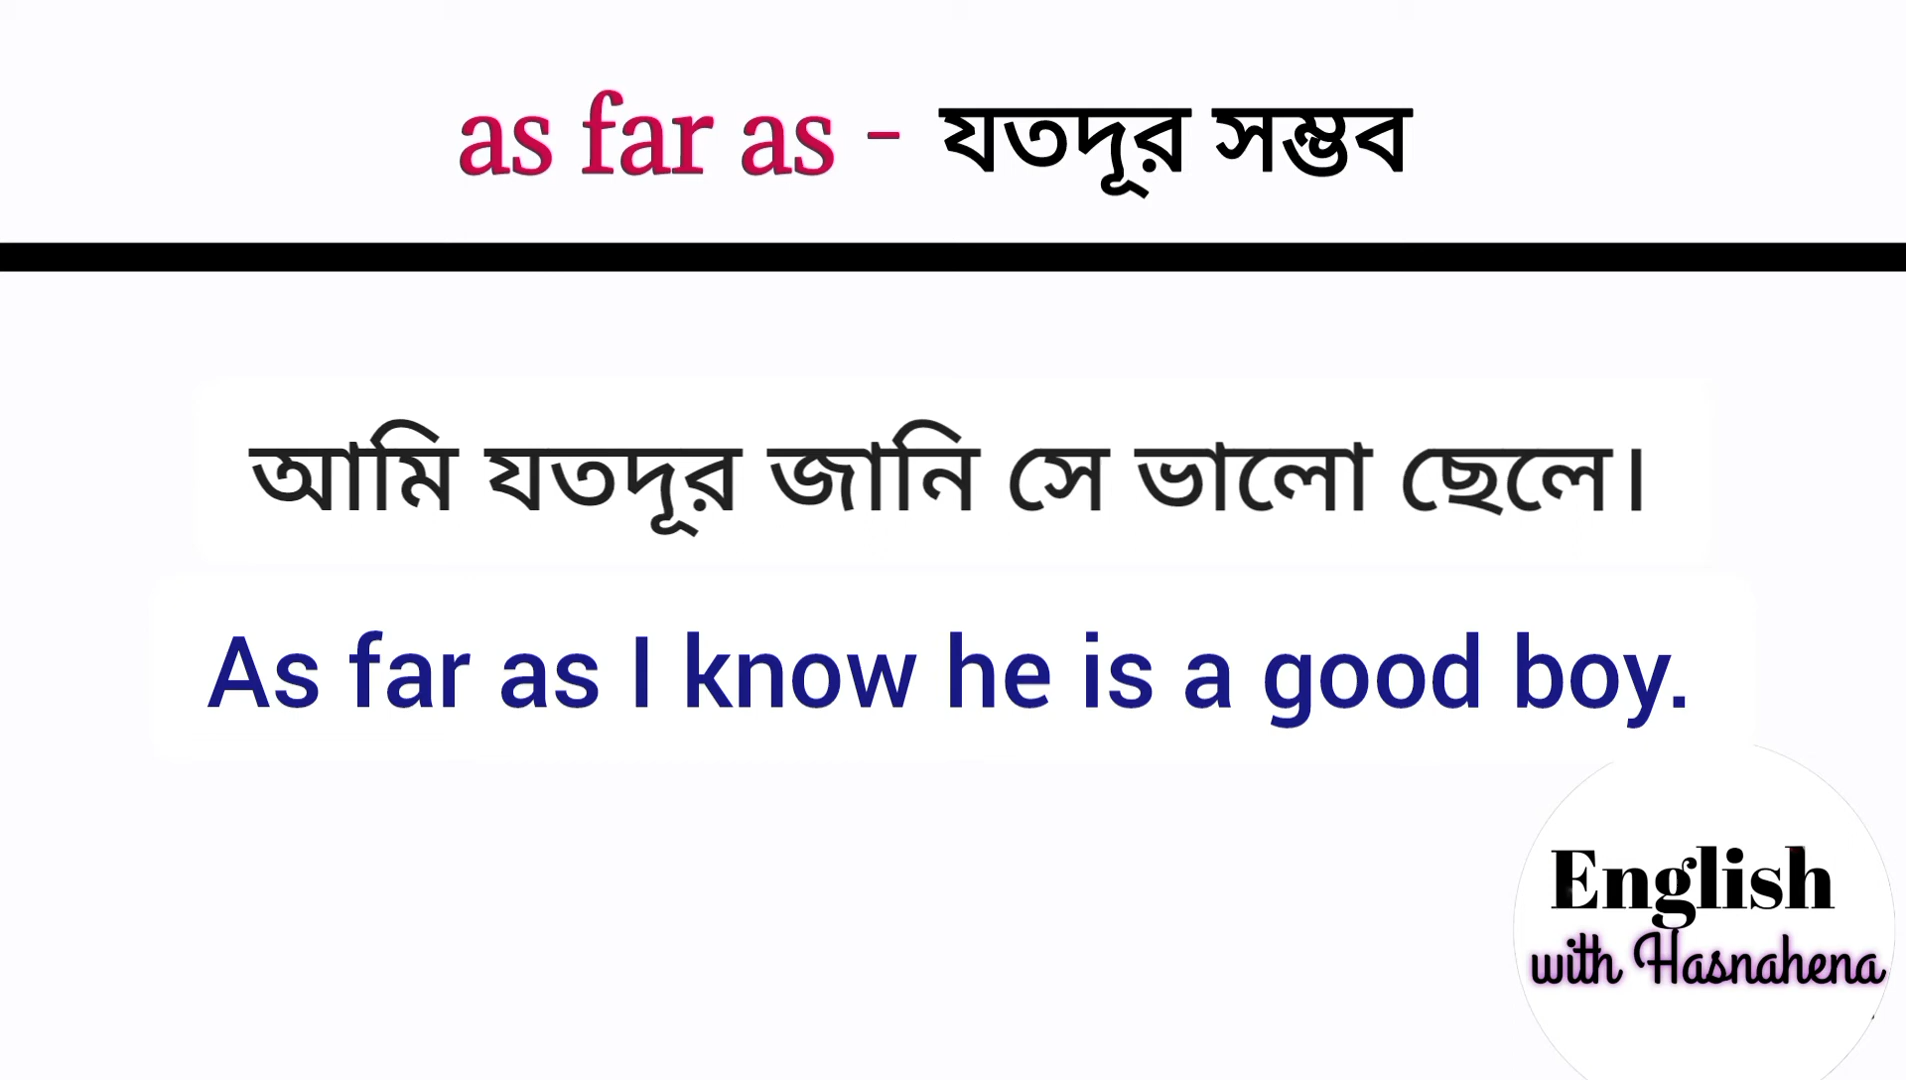 as far as - যতদূর সম্ভব
আমি যতদূর জানি সে ভালো ছেলে।
As far as I know he is a good boy.
English
with Hasnahena